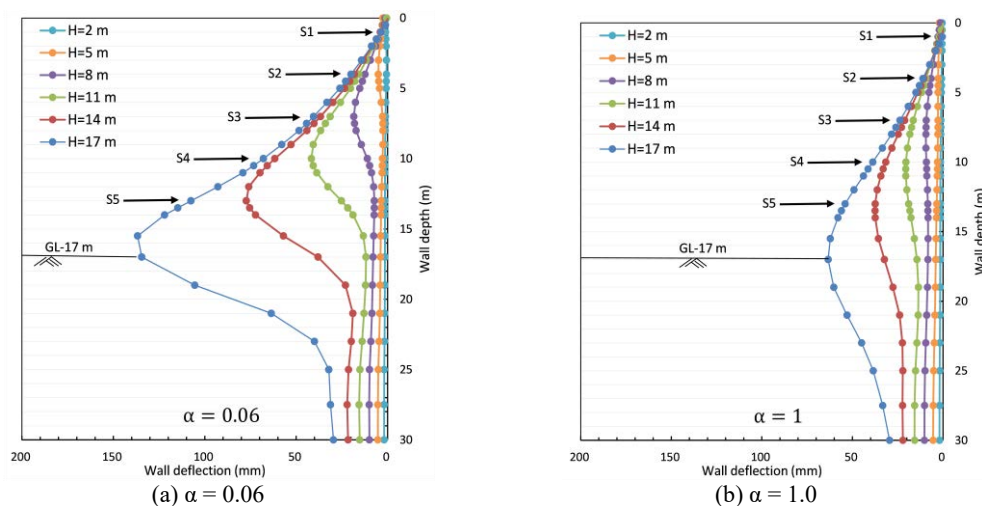 H=2 m
H=5 m
H=8 m
H=11 m
H=14 m
H=17 m
S1
S2
S3
S4
S5
GL-17 m
α = 0.06
0
5
10
15
20
25
30
Wall depth (m)
200
150
100
50
0
Wall deflection (mm)
(a) α = 0.06
H=2 m
H=5 m
H=8 m
H=11 m
H=14 m
H=17 m
S1
S2
S3
S4
S5
GL-17 m
α = 1
0
5
10
15
20
25
30
Wall depth (m)
200
150
100
50
0
Wall deflection (mm)
(b) α = 1.0